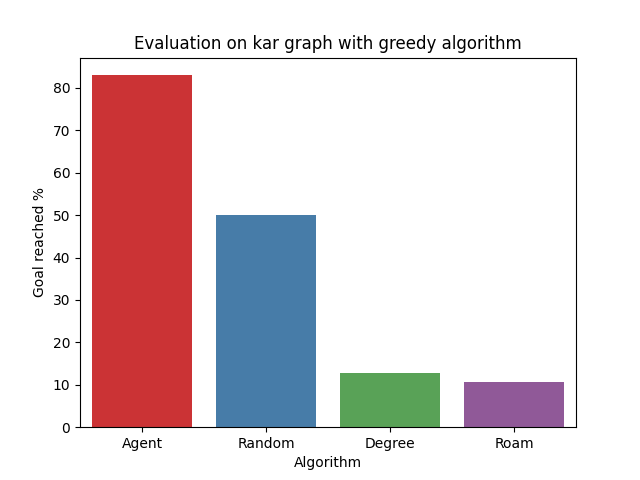 Evaluation on kar graph with greedy algorithm
Goal reached %
80
70
60
50
40
30
20
10
0
Agent Random Degree Roam
Algorithm